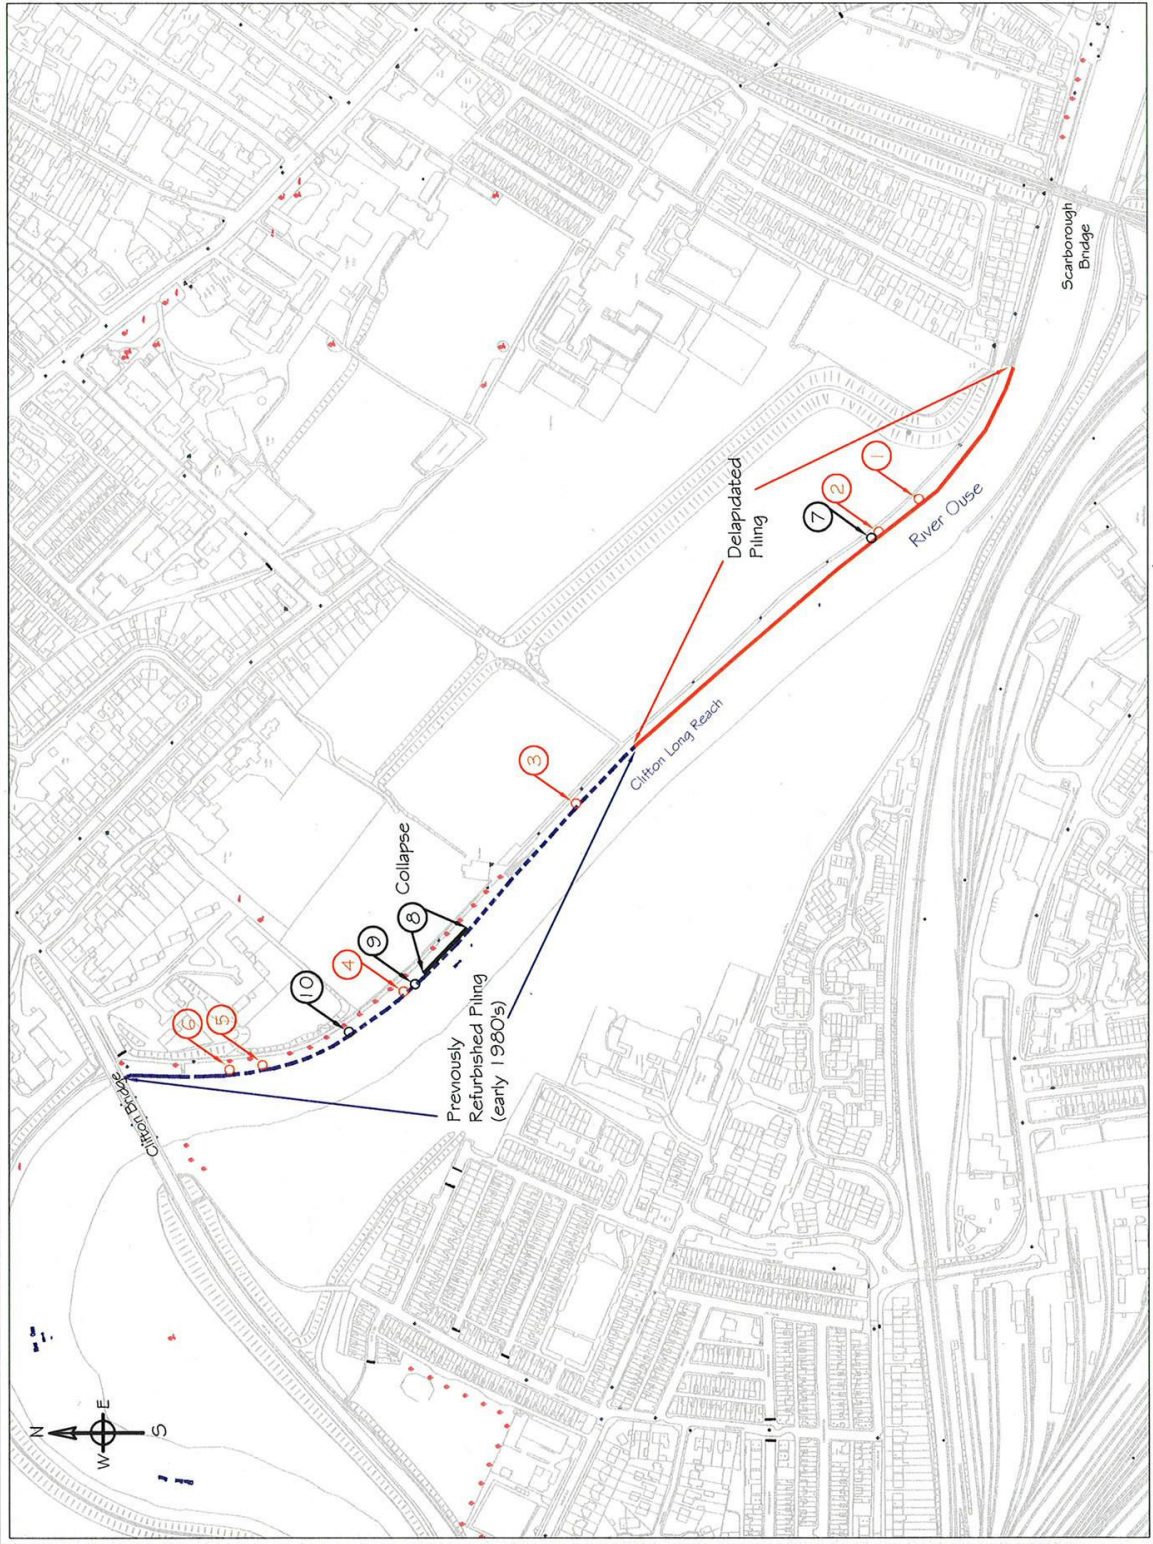 N
W E
S
Clifton Bridge
6
5
10
4
9
8
Collapse
3
Previously
Refurbished Piling
(early 1980's)
Clifton Long Reach
Delapidated
Piling
7
2
1
River Ouse
Scarborough
Bridge